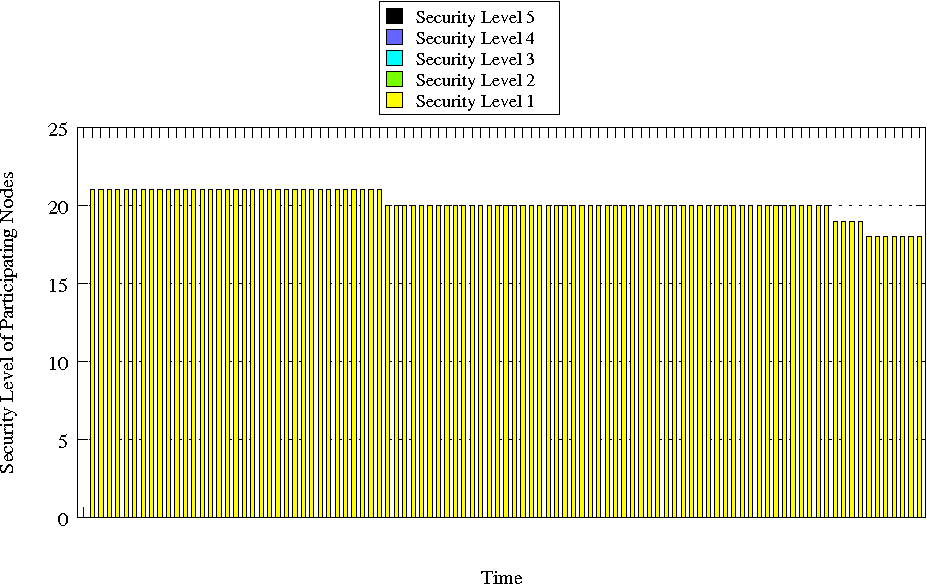 Security Level 5
Security Level 4
Security Level 3
Security Level 2
Security Level 1
25
20
15
10
5
0
Security Level of Participating Nodes
Time